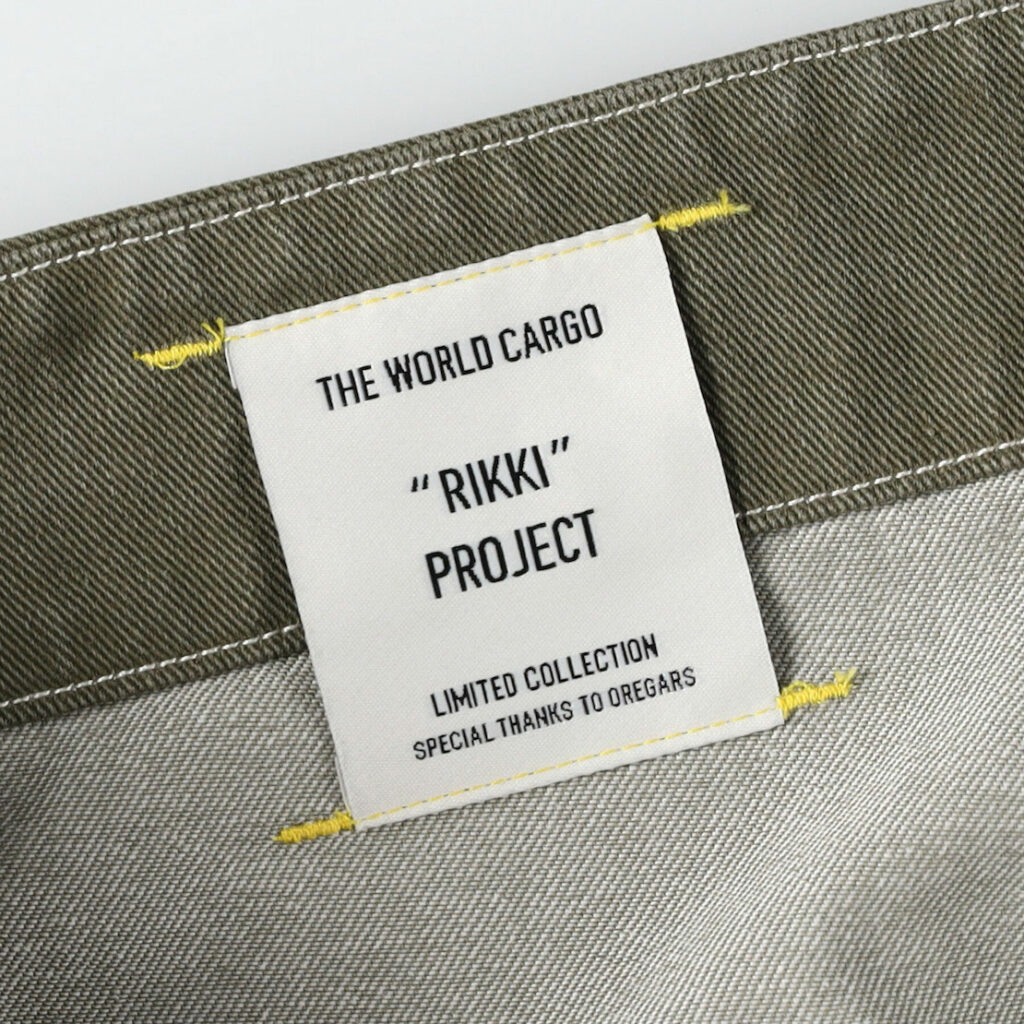 THE WORLD CARGO
“RIKKI”
PROJECT
LIMITED COLLECTION
SPECIAL THANKS TO OREGARS